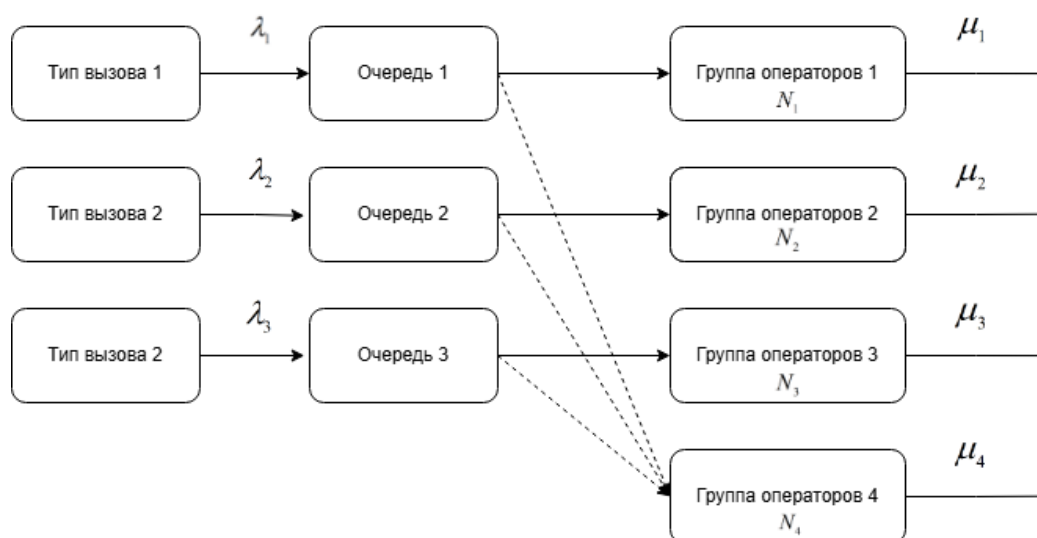 λ₁
μ₁
Тип вызова 1
Очередь 1
Группа операторов 1
N₁
λ₂
μ₂
Тип вызова 2
Очередь 2
Группа операторов 2
N₂
λ₃
μ₃
Тип вызова 2
Очередь 3
Группа операторов 3
N₃
μ₄
Группа операторов 4
N₄